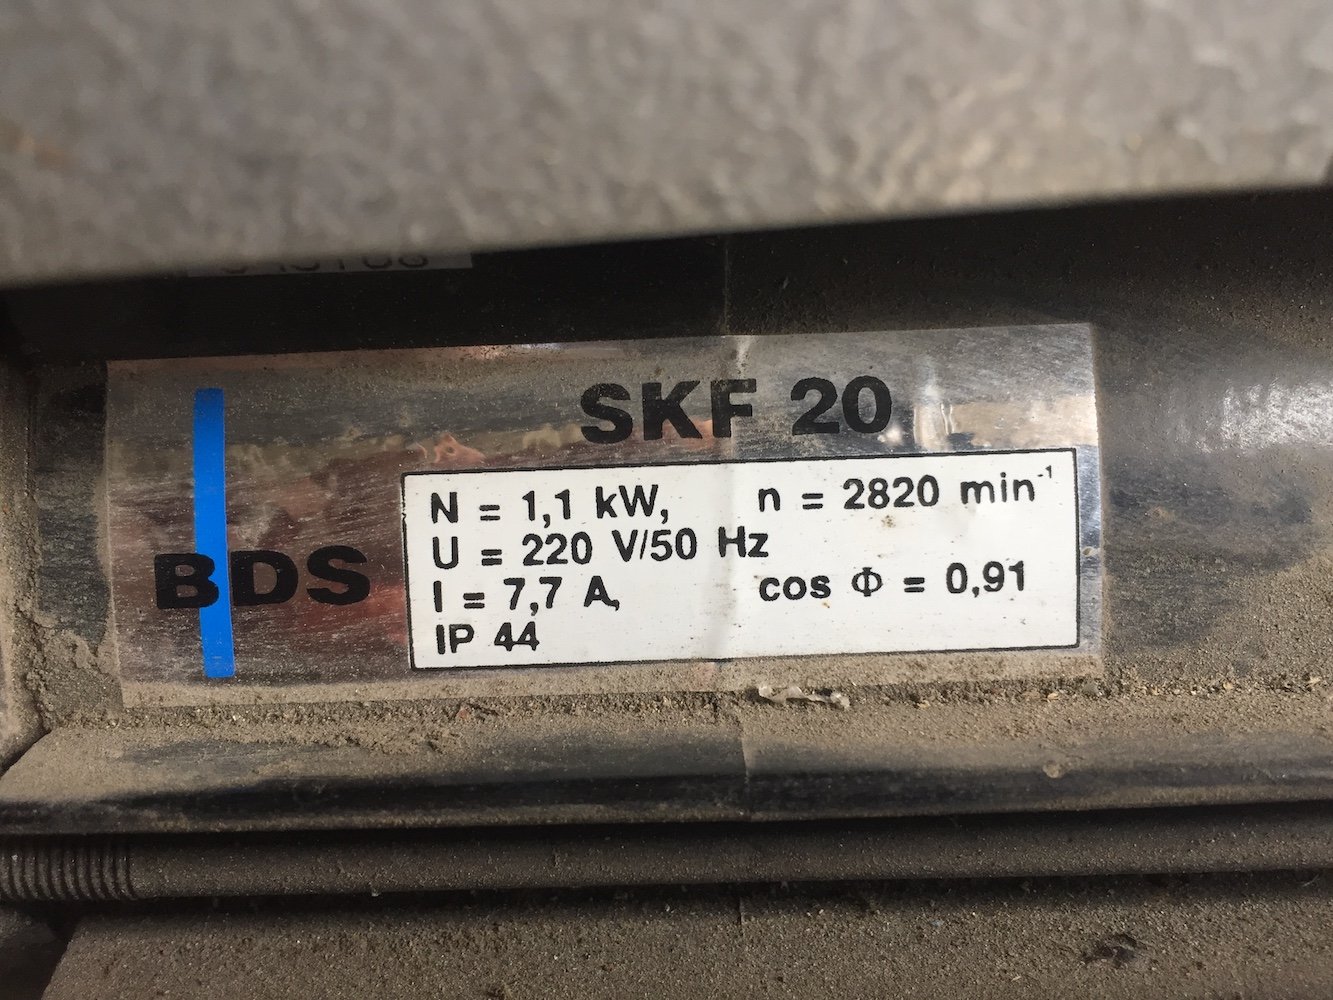 SKF 20
BDS
N = 1,1 kW, n = 2820 min⁻¹
U = 220 V/50 Hz
I = 7,7 A, cos Φ = 0,91
IP 44